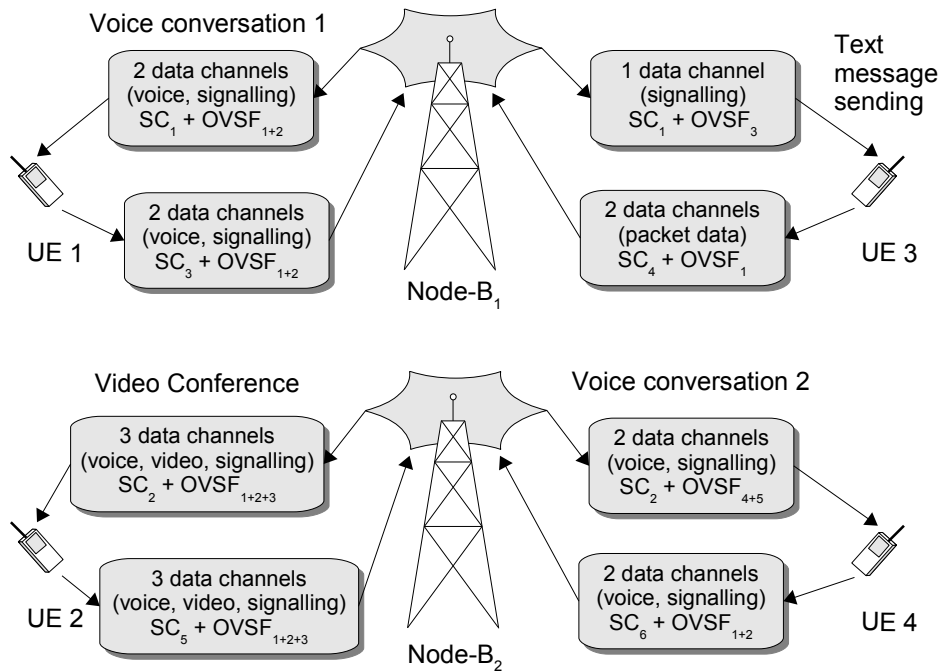 Voice conversation 1
2 data channels
(voice, signalling)
SC₁ + OVSF₁₊₂
UE 1
2 data channels
(voice, signalling)
SC₃ + OVSF₁₊₂
Node-B₁
1 data channel
(signalling)
SC₁ + OVSF₃
Text
message
sending
2 data channels
(packet data)
SC₄ + OVSF₁
UE 3
Video Conference
3 data channels
(voice, video, signalling)
SC₂ + OVSF₁₊₂₊₃
UE 2
3 data channels
(voice, video, signalling)
SC₅ + OVSF₁₊₂₊₃
Node-B₂
Voice conversation 2
2 data channels
(voice, signalling)
SC₂ + OVSF₄₊₅
2 data channels
(voice, signalling)
SC₆ + OVSF₁₊₂
UE 4